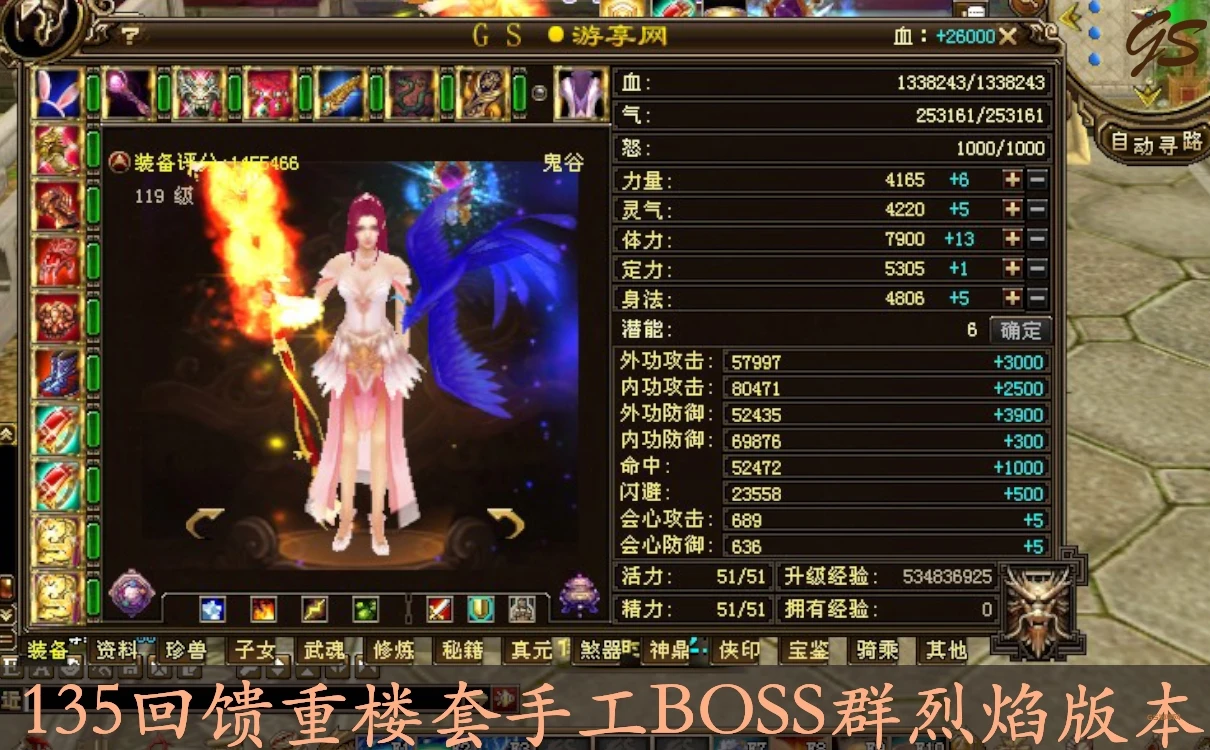 ?
GS ●游享网
血：+26000
GS
自动寻路
装备评分:1455466
鬼谷
119 级
血: 1338243/1338243
气: 253161/253161
怒: 1000/1000
力量: 4165 +6
灵气: 4220 +5
体力: 7900 +13
定力: 5305 +1
身法: 4806 +5
潜能: 6 确定
外功攻击: 57997 +3000
内功攻击: 80471 +2500
外功防御: 52435 +3900
内功防御: 69876 +300
命中: 52472 +1000
闪避: 23558 +500
会心攻击: 689 +5
会心防御: 636 +5
活力: 51/51 升级经验: 534836925
精力: 51/51 拥有经验: 0
装备 资料 珍兽 子女 武魂 修炼 秘籍 真元 煞器 神鼎 侠印 宝鉴 骑乘 其他
135回馈重楼套手工BOSS群烈焰版本